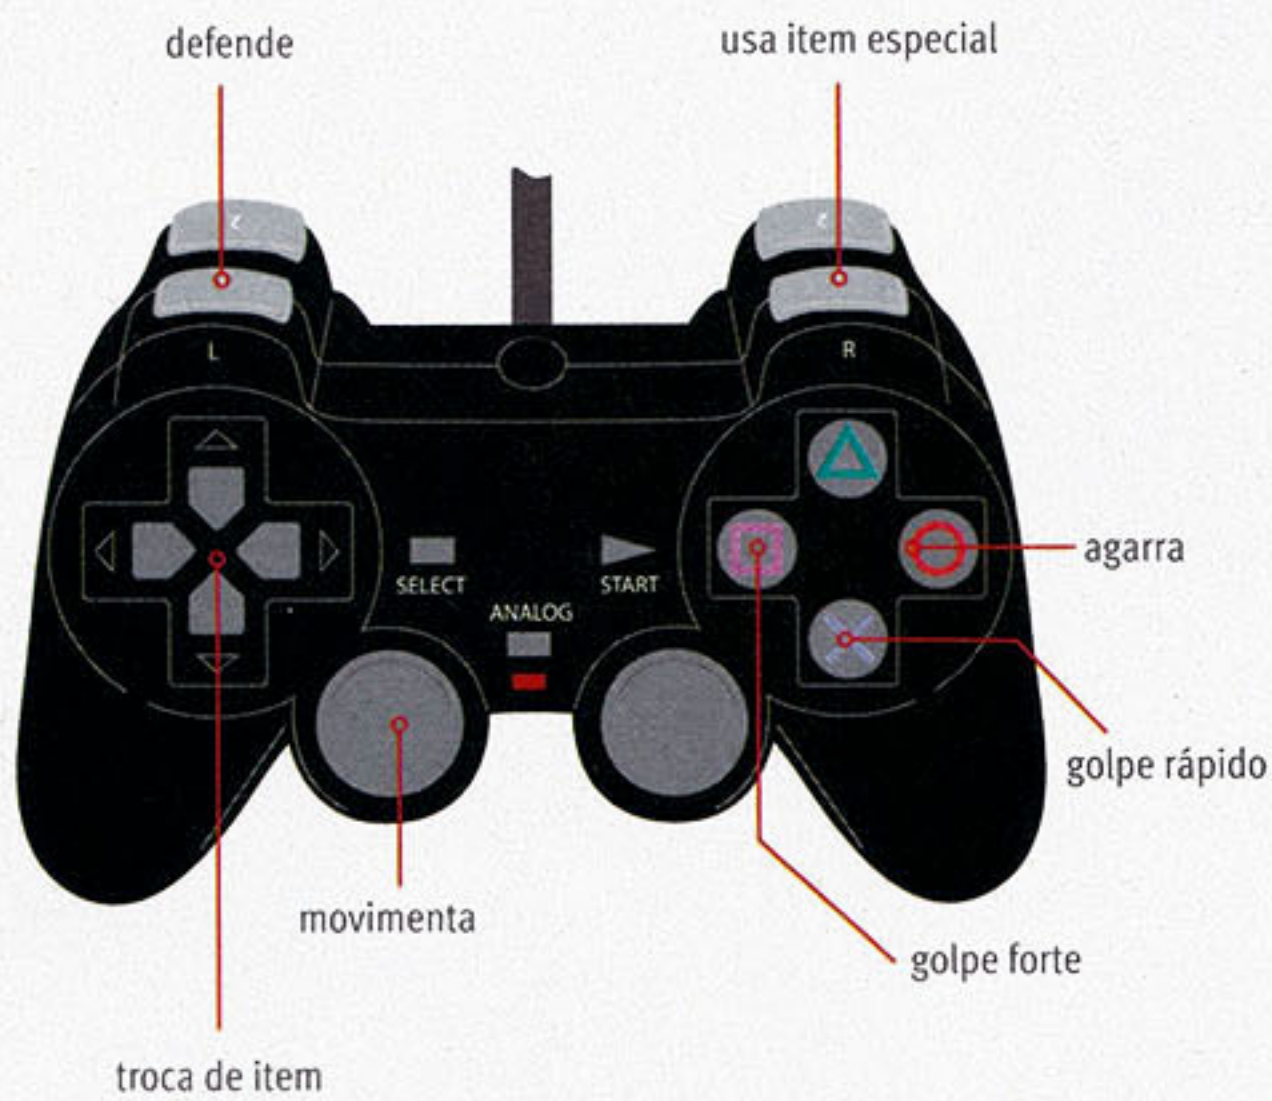 defende
usa item especial
L
R
SELECT
START
ANALOG
agarra
golpe rápido
movimenta
golpe forte
troca de item